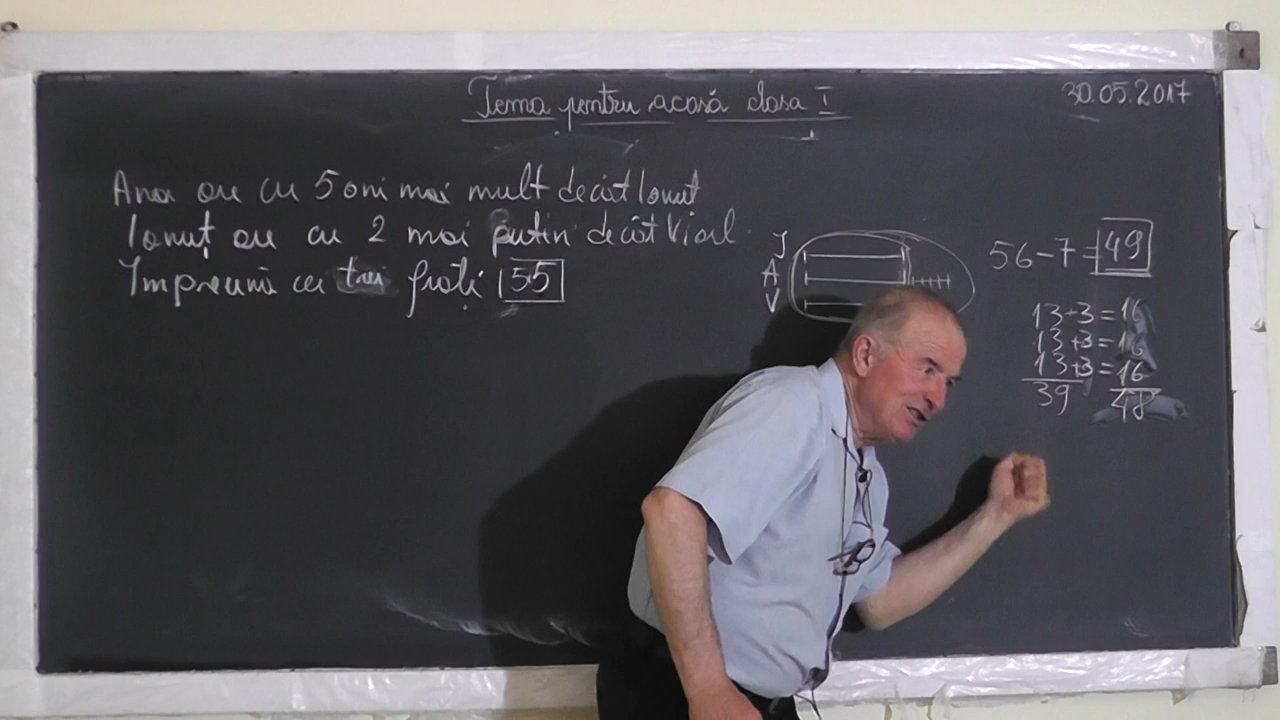 Tema pentru acasă clasa I
30.05.2017
Ana are cu 5 ani mai mult decât Ionuț
Ionuț are cu 2 mai puțin decât Viorel
Împreună cei trei frați 55
I
A
V
56-7=49
13+3=16
13+3=16
13+3=16
39 48